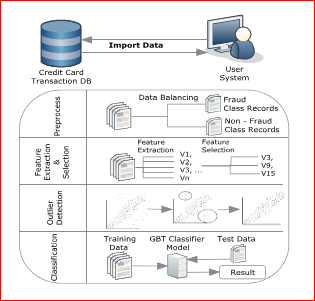 Import Data
Credit Card
Transaction DB
User
System
Preprocess
Data Balancing
Fraud
Class Records
Non - Fraud
Class Records
Feature
Extraction
&
Selection
Feature
Extraction
V1,
V2,
V3, ...
Vn
Feature
Selection
V3,
V9,
V15
Outlier
Detection
Classification
Training
Data
GBT Classifier
Model
Test Data
Result